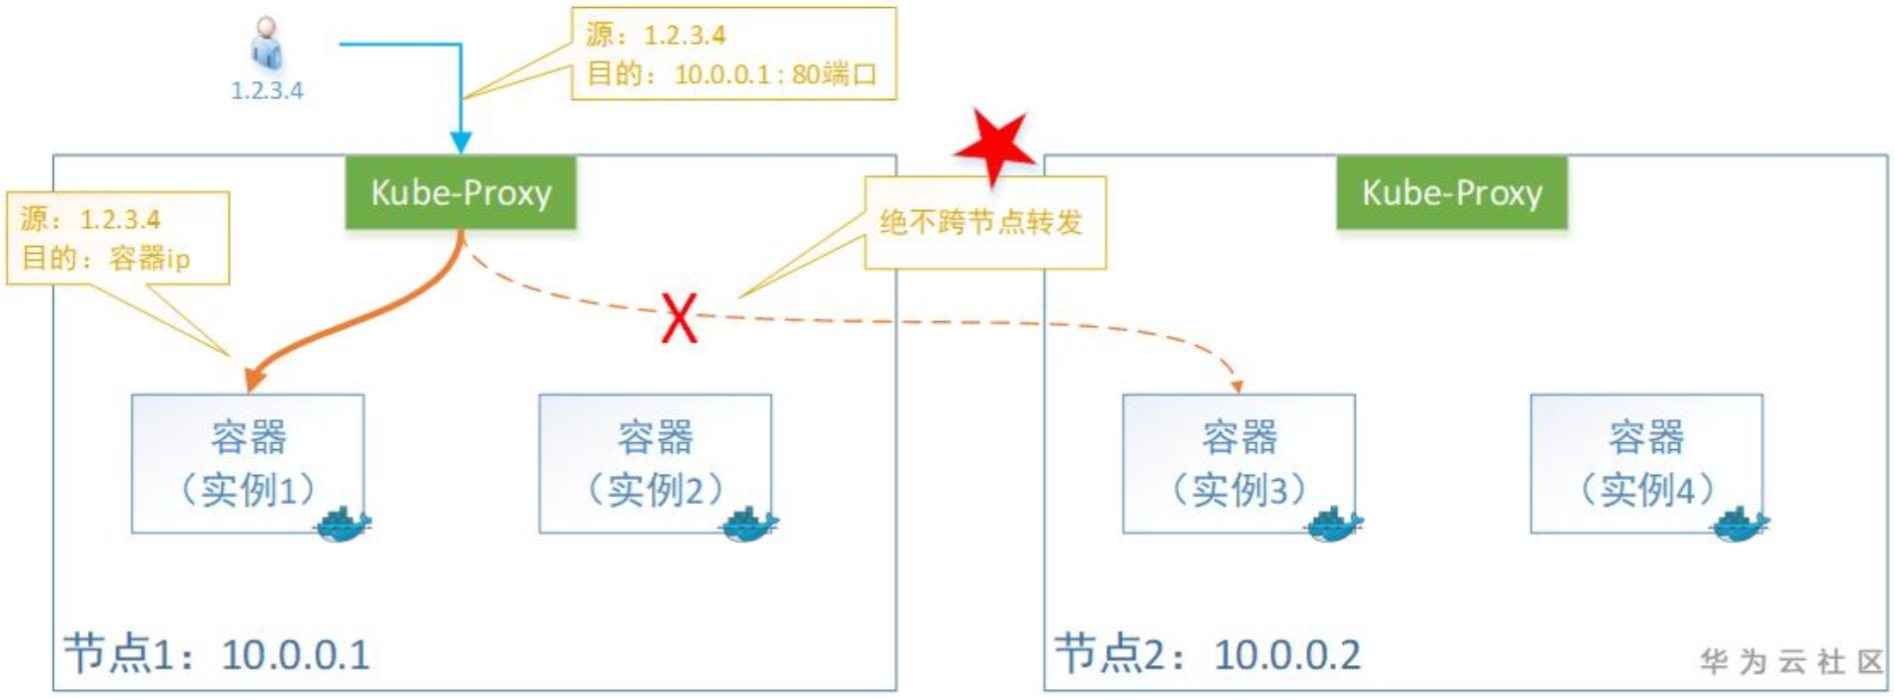 1.2.3.4
源：1.2.3.4
目的：10.0.0.1 : 80端口
Kube-Proxy
Kube-Proxy
源：1.2.3.4
目的：容器ip
绝不跨节点转发
X
容器
（实例1）
容器
（实例2）
容器
（实例3）
容器
（实例4）
节点1：10.0.0.1
节点2：10.0.0.2
华为云社区